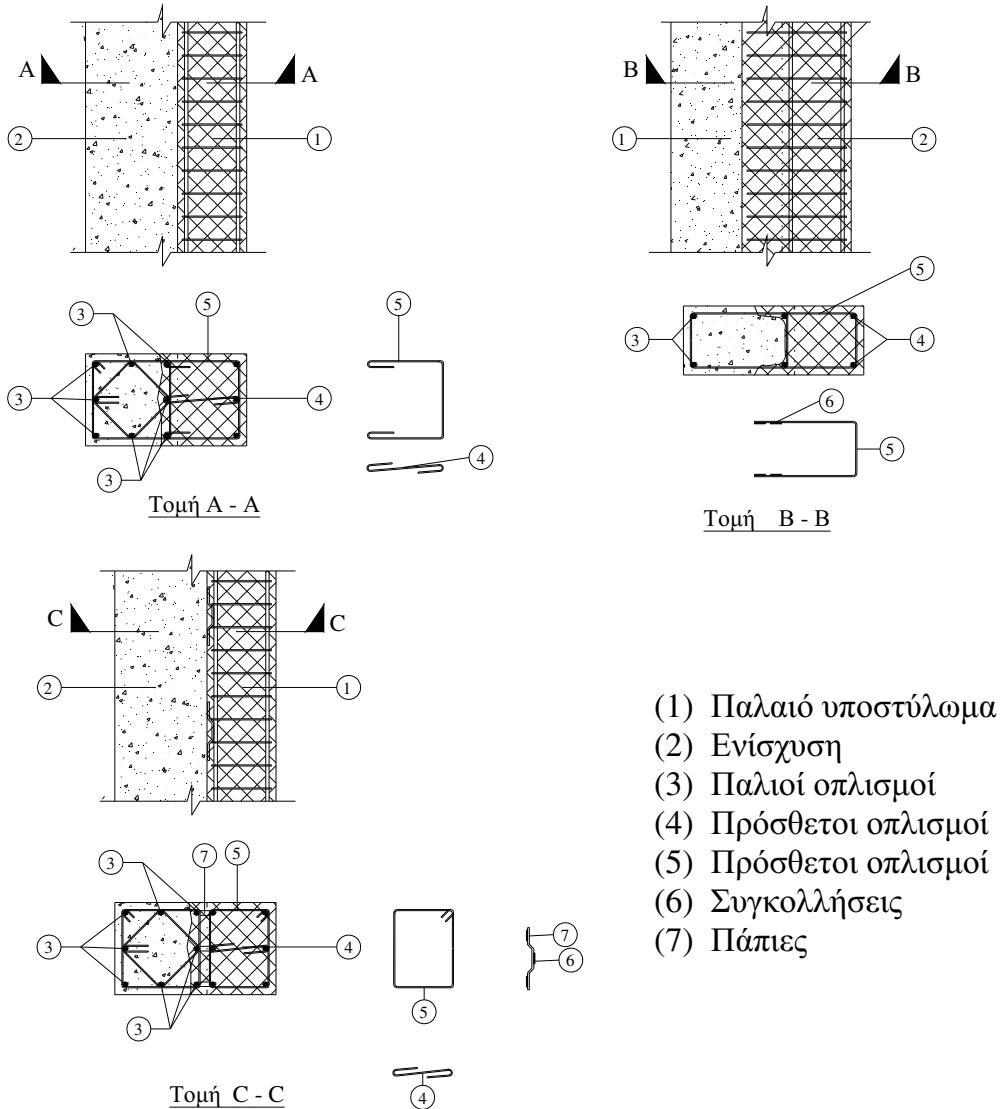 A A
2 1
3 5 5
3 4
3 4
Τομή A - A
B B
1 2
5
3 4
6
5
Τομή B - B
C C
2 1
3 7 5
3 4 7
6
5
3
4
Τομή C - C
(1) Παλαιό υποστύλωμα
(2) Ενίσχυση
(3) Παλιοί οπλισμοί
(4) Πρόσθετοι οπλισμοί
(5) Πρόσθετοι οπλισμοί
(6) Συγκολλήσεις
(7) Πάπιες